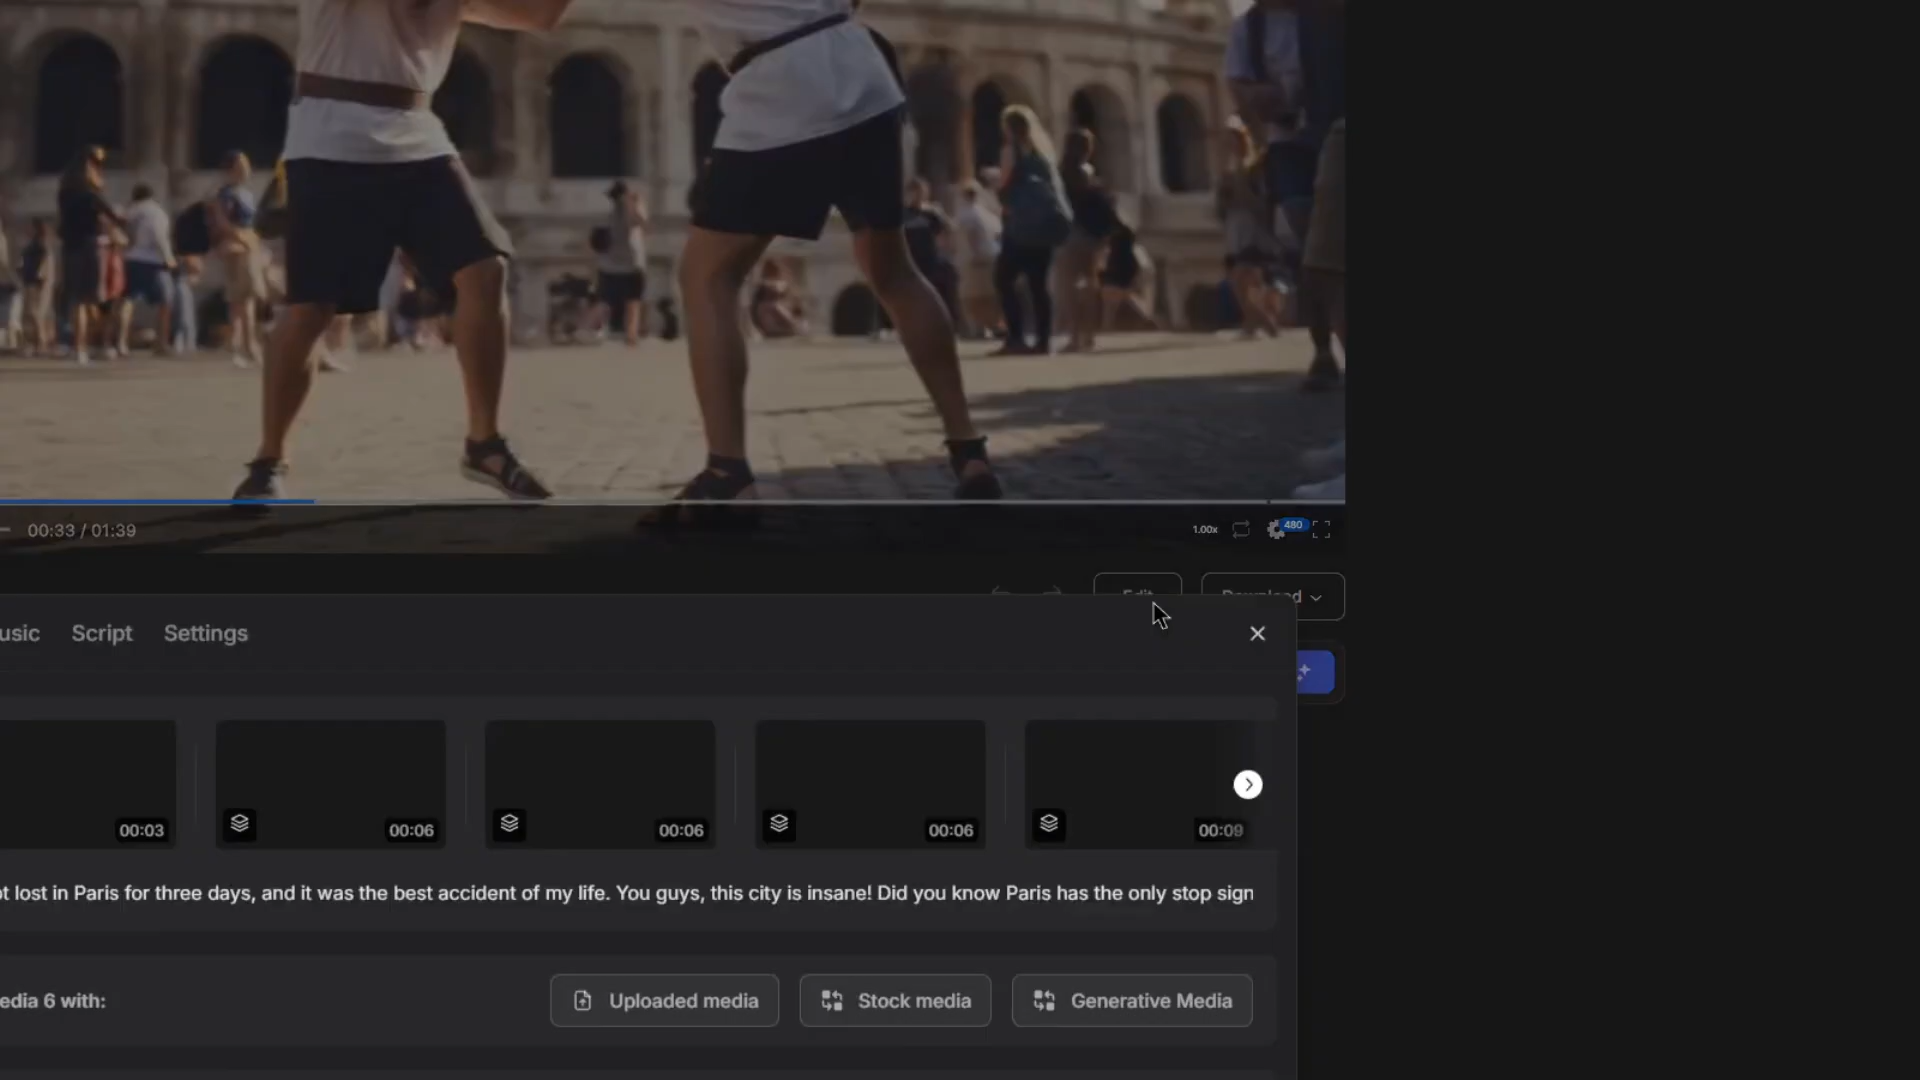 00:33 / 01:39
1.00x
480
Edit
Download
usic
Script
Settings
00:03
00:06
00:06
00:06
00:09
t lost in Paris for three days, and it was the best accident of my life. You guys, this city is insane! Did you know Paris has the only stop sign
edia 6 with:
Uploaded media
Stock media
Generative Media